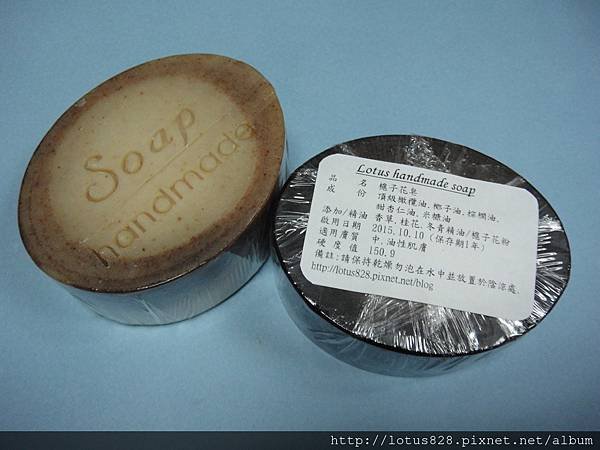 Soap
handmade
Lotus handmade soap
品名 槵子花皂
成份 頂級橄欖油,椰子油,棕櫚油,
甜杏仁油,米糠油
添加/精油 香草,桂花,冬青精油/槵子花粉
啟用日期 2015.10.10 (保存期1年)
適用膚質 中,油性肌膚
硬度值 150.9
備註:請保持乾燥勿泡在水中並放置於陰涼處.
http://lotus828.pixnet.net/blog
http://lotus828.pixnet.net/album